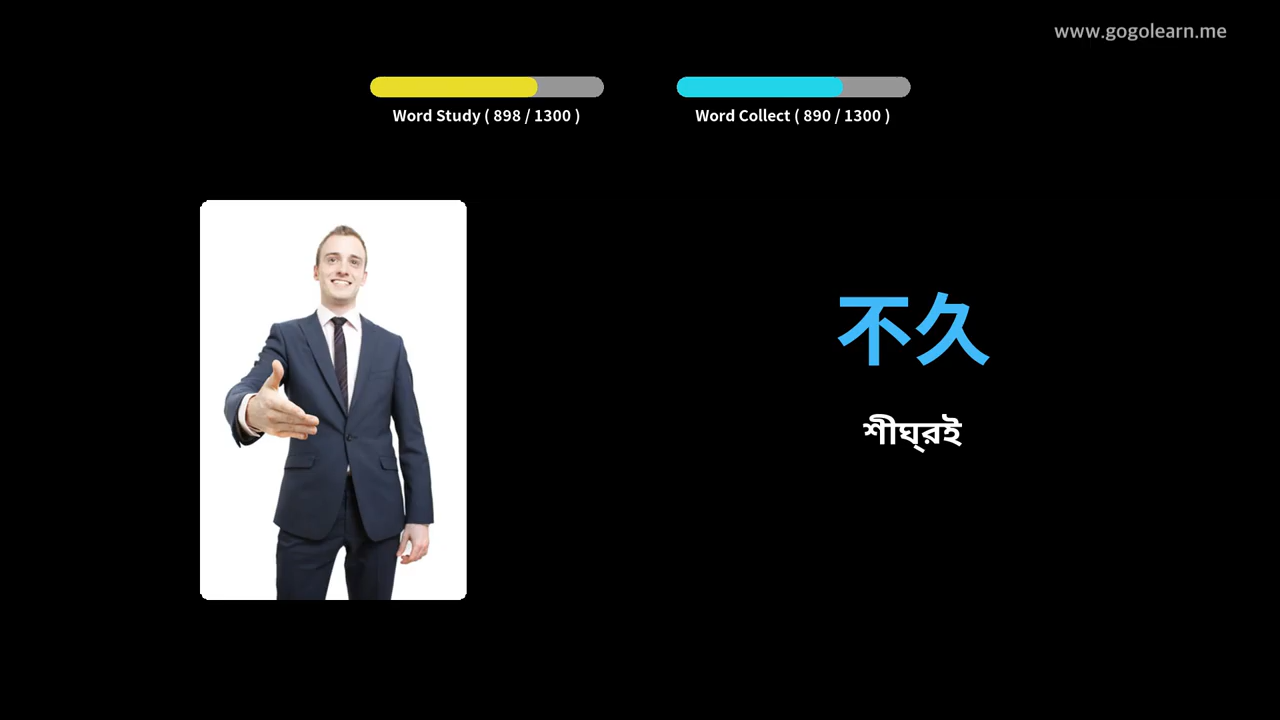 www.gogolearn.me
Word Study ( 898 / 1300 )
Word Collect ( 890 / 1300 )
不久
শীঘ্রই